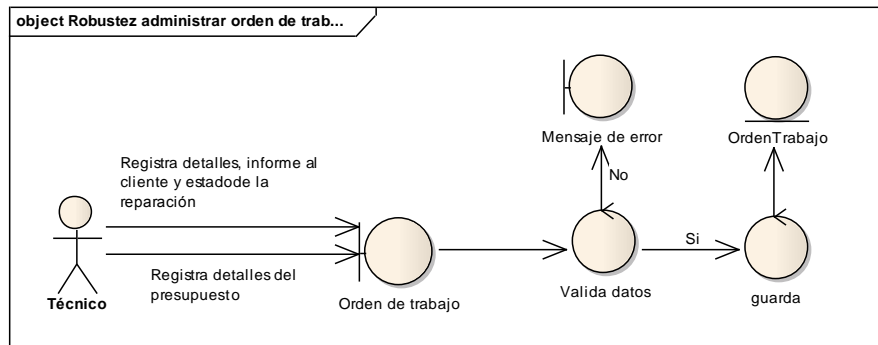 object Robustez administrar orden de trab...
Mensaje de error
OrdenTrabajo
Registra detalles, informe al
cliente y estadode la
reparación
No
Si
Registra detalles del
presupuesto
Técnico
Orden de trabajo
Valida datos
guarda